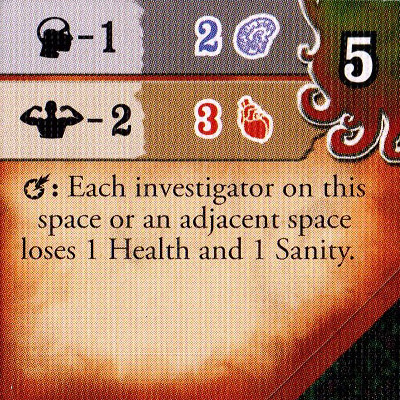 -1 2 5
-2 3
: Each investigator on this
space or an adjacent space
loses 1 Health and 1 Sanity.